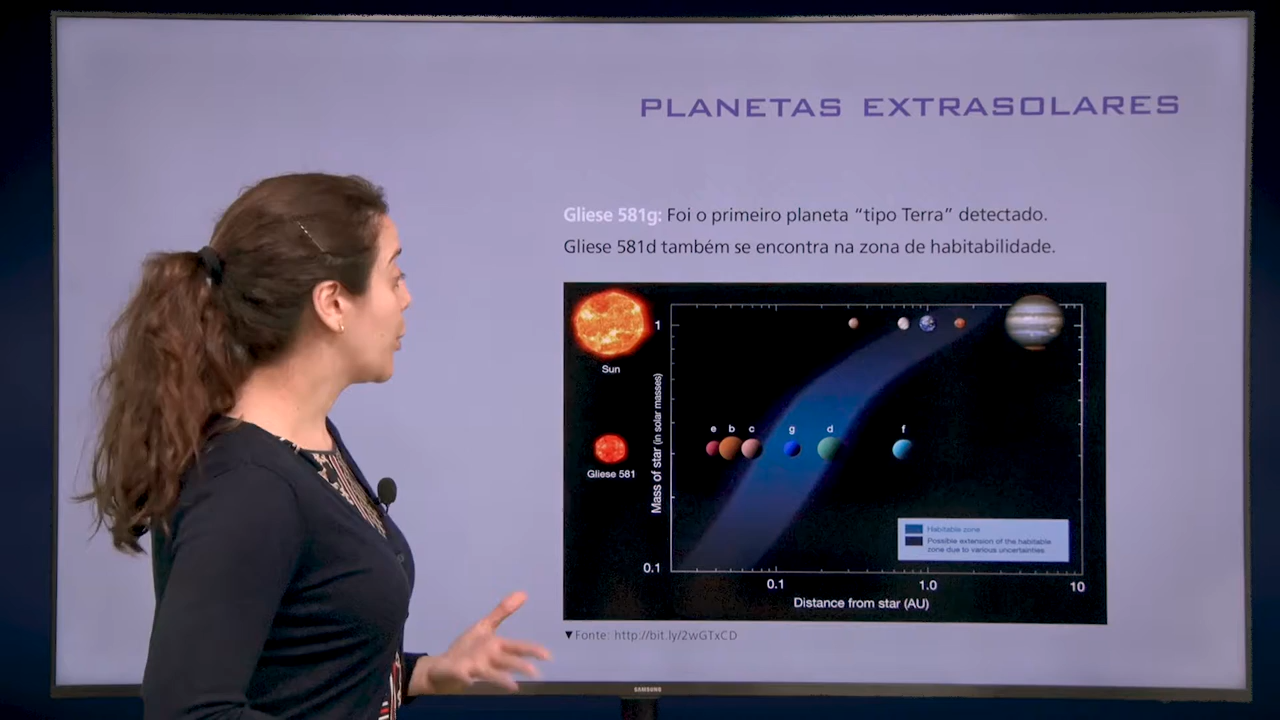 PLANETAS EXTRASOLARES
Gliese 581g: Foi o primeiro planeta “tipo Terra” detectado.
Gliese 581d também se encontra na zona de habitabilidade.
Sun
Gliese 581
Mass of star (in solar masses)
1
0.1
e b c g d f
Habitable zone
Possible extension of the habitable
zone due to various uncertainties
0.1 1.0 10
Distance from star (AU)
▼Fonte: http://bit.ly/2wGTxCD
SAMSUNG